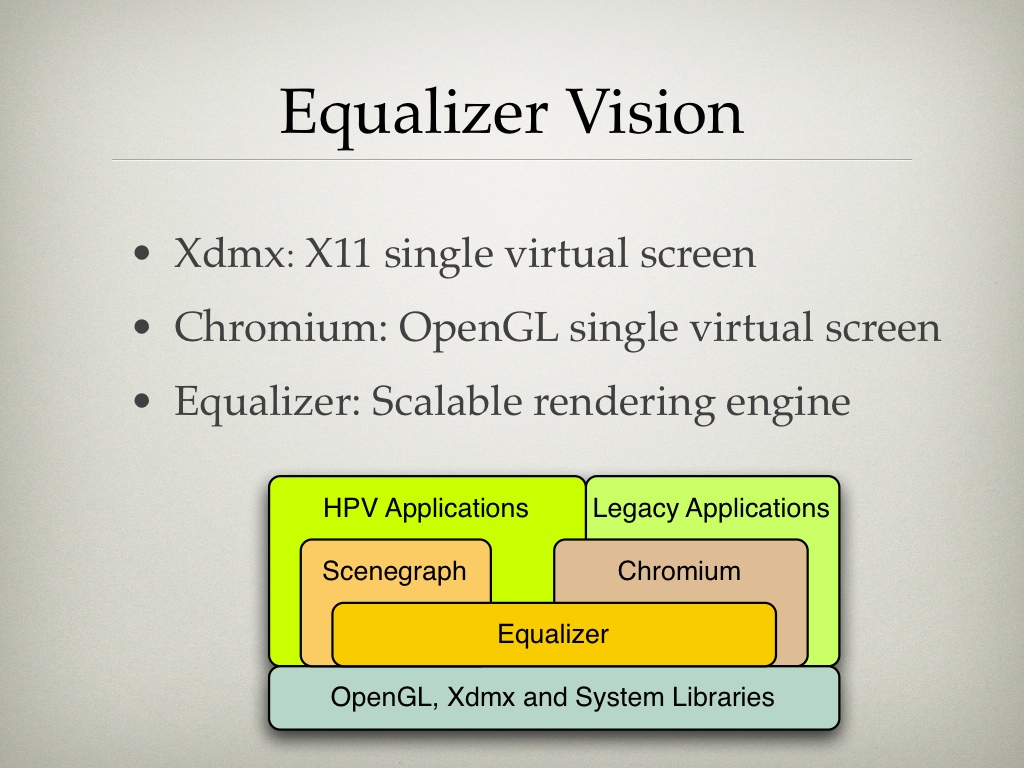 Equalizer Vision
• Xdmx: X11 single virtual screen
• Chromium: OpenGL single virtual screen
• Equalizer: Scalable rendering engine
HPV Applications
Legacy Applications
Scenegraph
Chromium
Equalizer
OpenGL, Xdmx and System Libraries